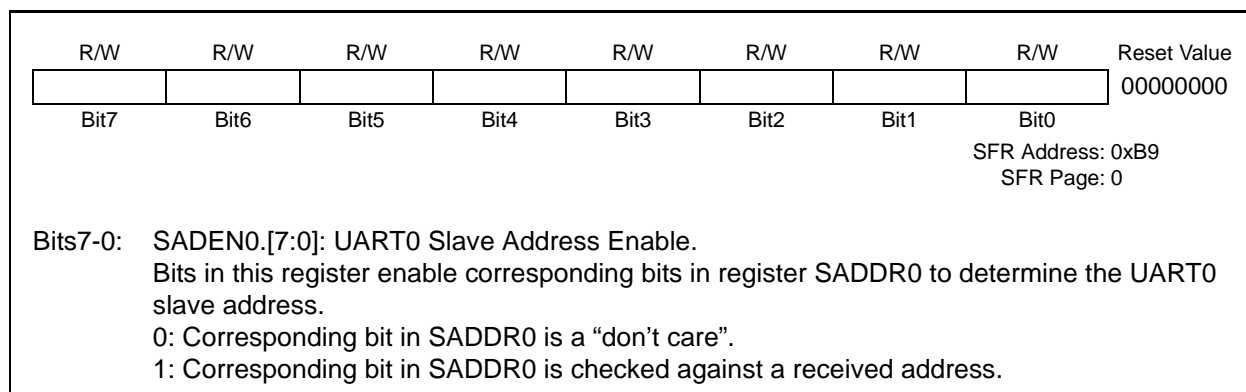 R/W R/W R/W R/W R/W R/W R/W R/W Reset Value
00000000
Bit7 Bit6 Bit5 Bit4 Bit3 Bit2 Bit1 Bit0
SFR Address: 0xB9
SFR Page: 0
Bits7-0: SADEN0.[7:0]: UART0 Slave Address Enable.
Bits in this register enable corresponding bits in register SADDR0 to determine the UART0
slave address.
0: Corresponding bit in SADDR0 is a “don’t care”.
1: Corresponding bit in SADDR0 is checked against a received address.